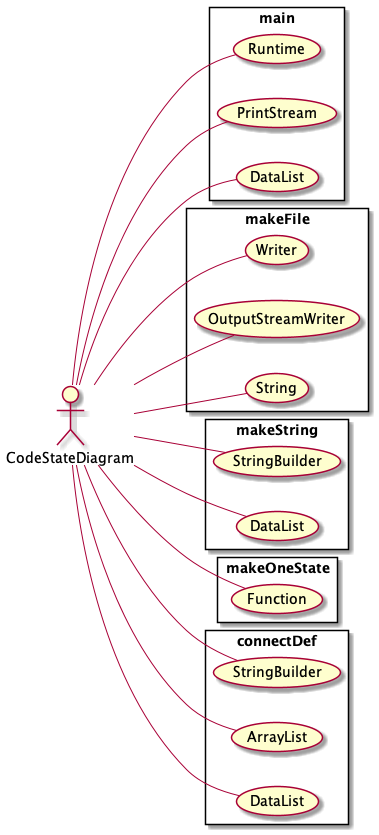 main
Runtime
PrintStream
DataList
makeFile
Writer
OutputStreamWriter
String
CodeStateDiagram
makeString
StringBuilder
DataList
makeOneState
Function
connectDef
StringBuilder
ArrayList
DataList